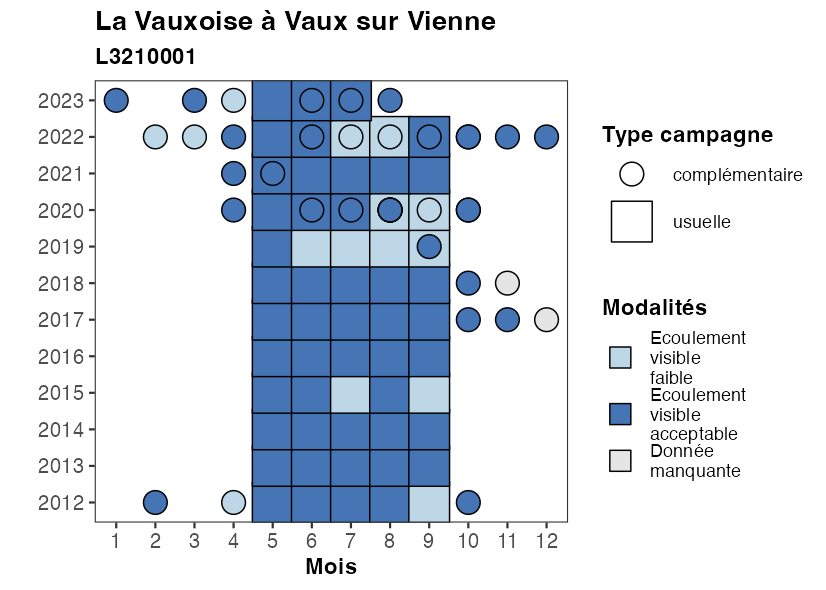 La Vauxoise à Vaux sur Vienne
L3210001
2023
2022
2021
2020
2019
2018
2017
2016
2015
2014
2013
2012
1 2 3 4 5 6 7 8 9 10 11 12
Mois
Type campagne
complémentaire
usuelle
Modalités
Ecoulement
visible
faible
Ecoulement
visible
acceptable
Donnée
manquante